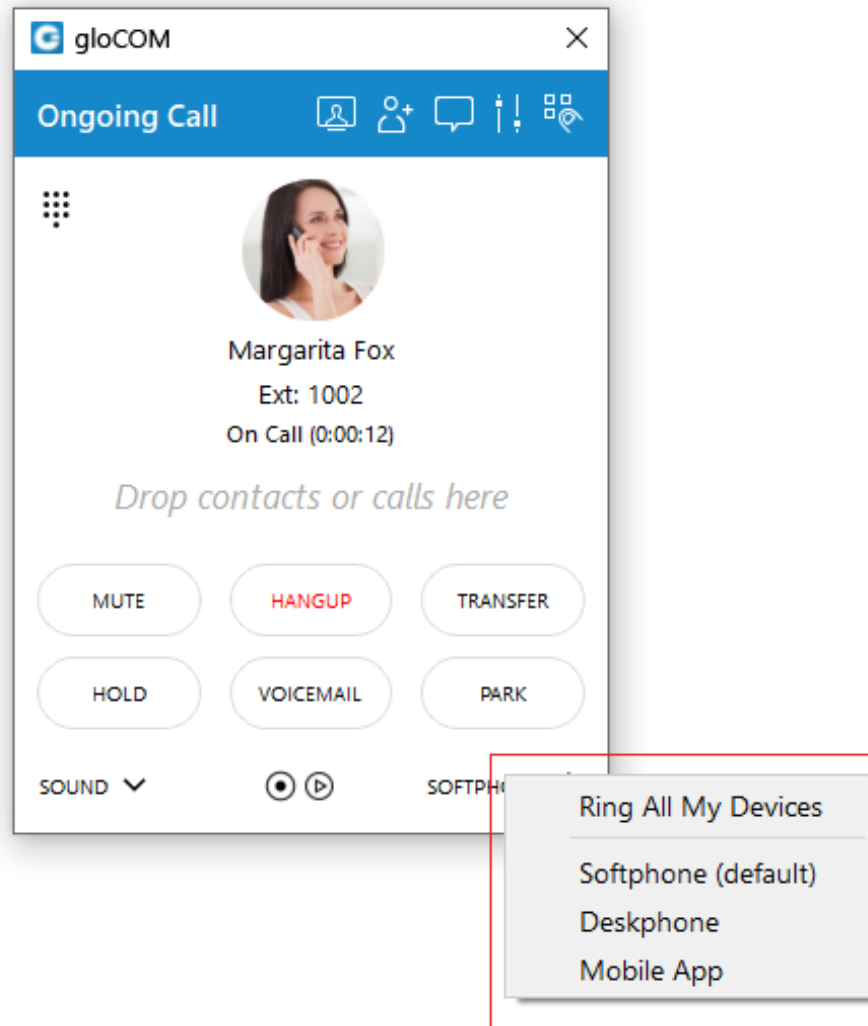 gloCOM
Ongoing Call
Margarita Fox
Ext: 1002
On Call (0:00:12)
Drop contacts or calls here
MUTE HANGUP TRANSFER
HOLD VOICEMAIL PARK
SOUND
Ring All My Devices
Softphone (default)
Deskphone
Mobile App